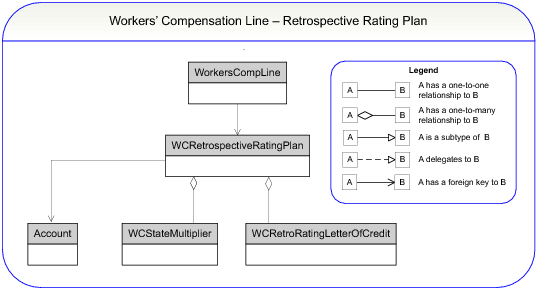 Workers’ Compensation Line – Retrospective Rating Plan
WorkersCompLine
WCRetrospectiveRatingPlan
Account
WCStateMultiplier
WCRetroRatingLetterOfCredit
Legend
A B A has a one-to-one
relationship to B
A B A has a one-to-many
relationship to B
A B A is a subtype of B
A B A delegates to B
A B A has a foreign key to B